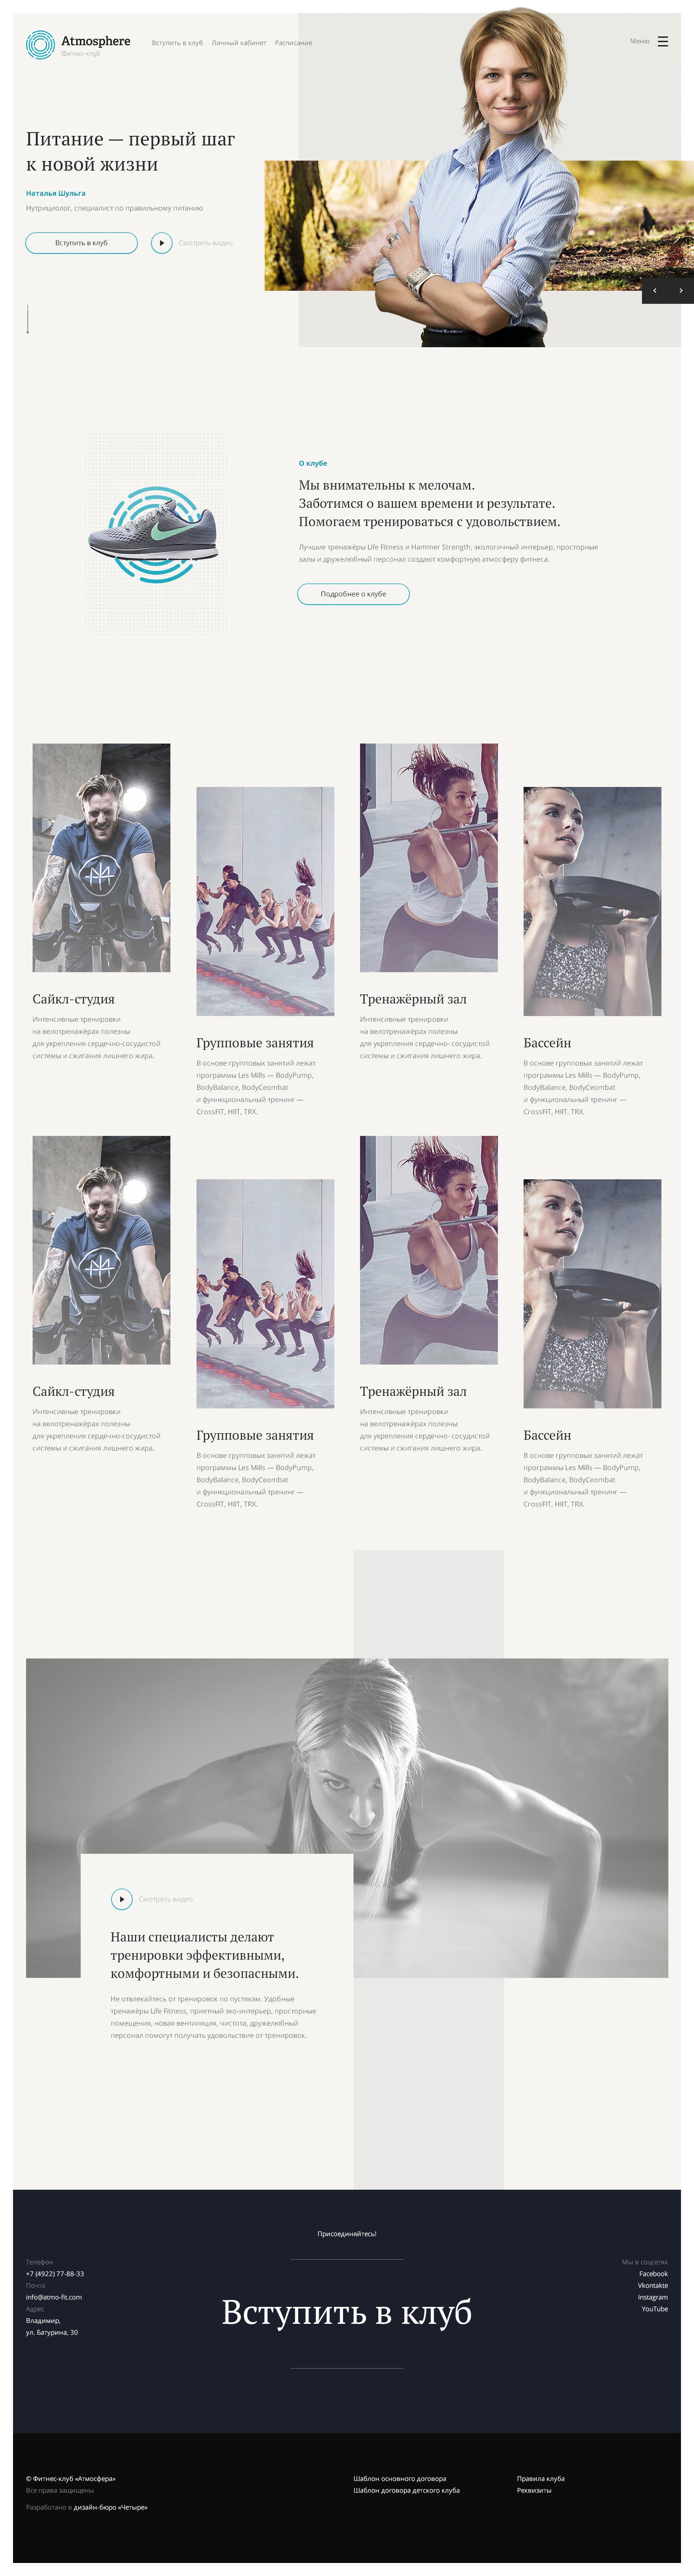 Atmosphere
Фитнес-клуб
Вступить в клуб
Личный кабинет
Расписание
Меню
Питание — первый шаг
к новой жизни
Наталья Шульга
Нутрициолог, специалист по правильному питанию
Вступить в клуб
Смотреть видео
О клубе
Мы внимательны к мелочам.
Заботимся о вашем времени и результате.
Помогаем тренироваться с удовольствием.
Лучшие тренажёры Life Fitness и Hammer Strength, экологичный интерьер, просторные
залы и дружелюбный персонал создают комфортную атмосферу фитнеса.
Подробнее о клубе
Сайкл-студия
Интенсивные тренировки
на велотренажёрах полезны
для укрепления сердечно-сосудистой
системы и сжигания лишнего жира.
Групповые занятия
В основе групповых занятий лежат
программы Les Mills — BodyPump,
BodyBalance, BodyCeombat
и фуннкциональный тренинг —
CrossFIT, HIIT, TRX.
Тренажёрный зал
Интенсивные тренировки
на велотренажёрах полезны
для укрепления сердечно- сосудистой
системы и сжигания лишнего жира.
Бассейн
В основе групповых занятий лежат
программы Les Mills — BodyPump,
BodyBalance, BodyCeombat
и функциональный тренинг —
CrossFIT, HIIT, TRX.
Сайкл-студия
Интенсивные тренировки
на велотренажёрах полезны
для укрепления сердечно-сосудистой
системы и сжигания лишнего жира.
Групповые занятия
В основе групповых занятий лежат
программы Les Mills — BodyPump,
BodyBalance, BodyCeombat
и фуннкциональный тренинг —
CrossFIT, HIIT, TRX.
Тренажёрный зал
Интенсивные тренировки
на велотренажёрах полезны
для укрепления сердечно- сосудистой
системы и сжигания лишнего жира.
Бассейн
В основе групповых занятий лежат
программы Les Mills — BodyPump,
BodyBalance, BodyCeombat
и функциональный тренинг —
CrossFIT, HIIT, TRX.
Смотреть видео
Наши специалисты делают
тренировки эффективными,
комфортными и безопасными.
Не отвлекайтесь от тренировок по пустякам. Удобные
тренажёры Life Fitness, приятный эко-интерьер, просторные
помещения, новая вентиляция, чистота, дружелюбный
персонал помогут получать удовольствие от тренировок.
Присоединяйтесь!
Вступить в клуб
Телефон
+7 (4922) 77-88-33
Почта
info@atmo-fit.com
Адрес
Владимир,
ул. Батурина, 30
Мы в соцсетях
Facebook
Vkontakte
Instagram
YouTube
© Фитнес-клуб «Атмосфера»
Все права защищены
Разработано в дизайн-бюро «Четыре»
Шаблон основного договора
Шаблон договора детского клуба
Правила клуба
Реквизиты